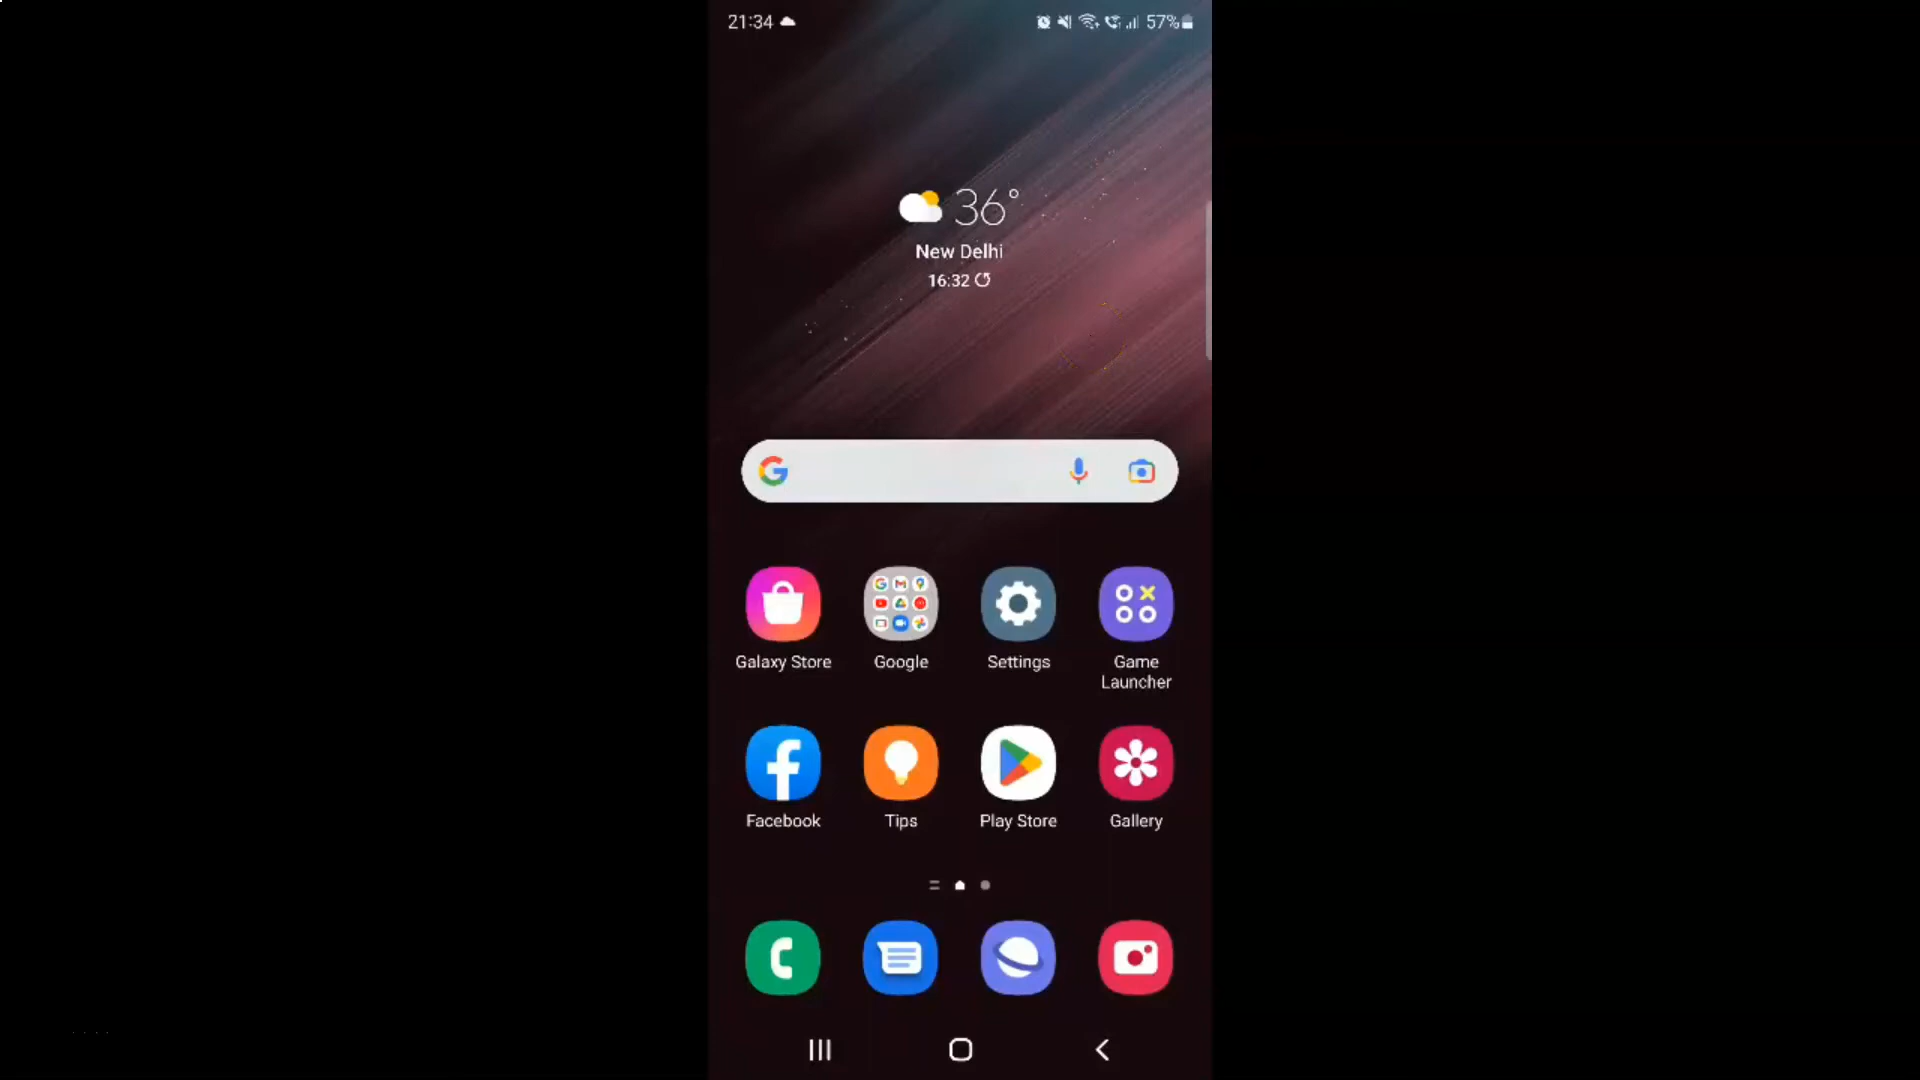 21:34
57%
36°
New Delhi
16:32
Galaxy Store
Google
Settings
Game Launcher
Facebook
Tips
Play Store
Gallery